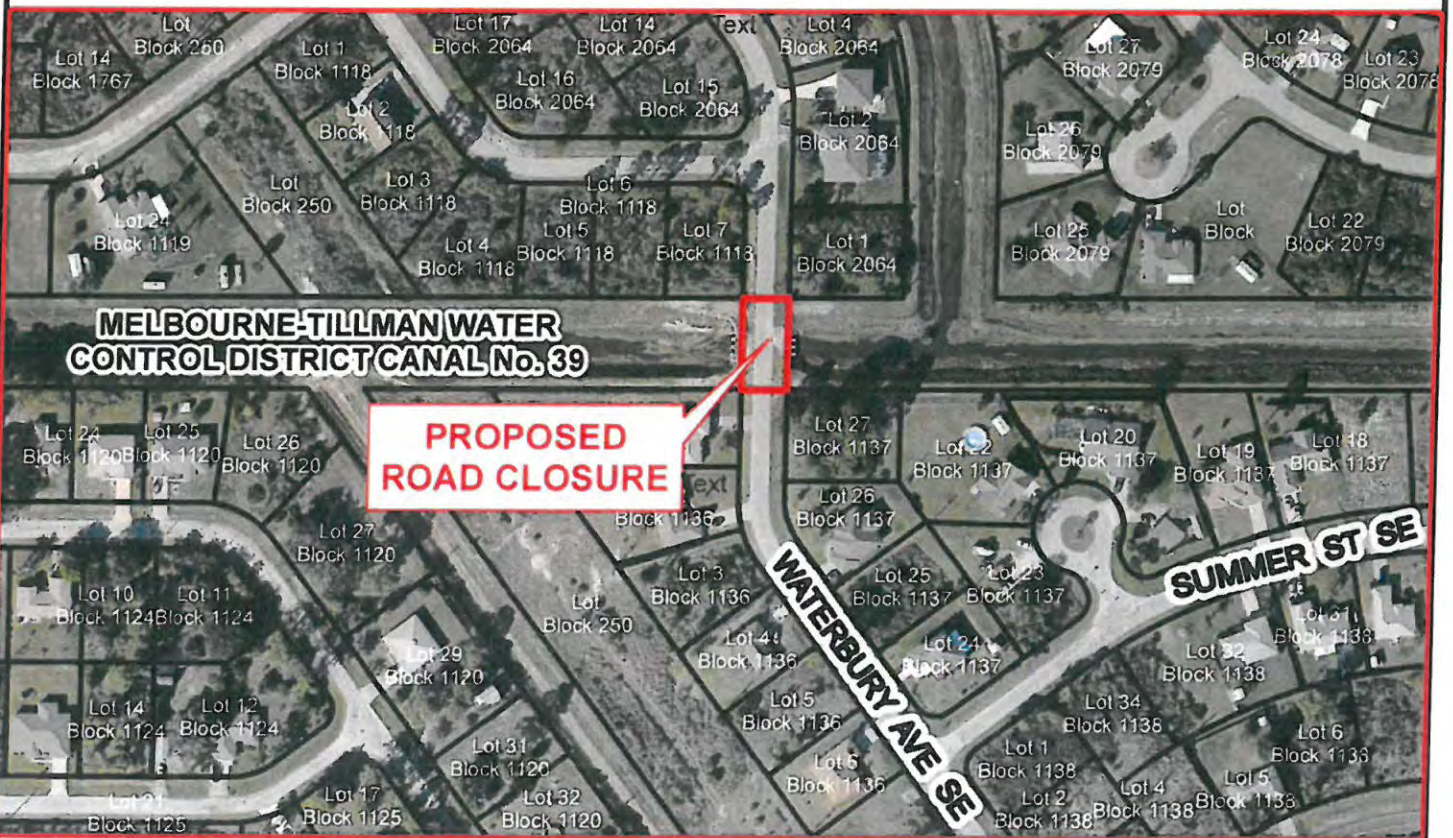 Lot
Block 260
Lot 14
Block 1767
Lot 1
Block 1118
Lot 17
Block 2064
Lot 14
Block 2064
Text
Lot 4
Block 2064
Lot 27
Block 2079
Lot 24
Block 2078
Lot 23
Block 2078
Lot 16
Block 2064
Lot 15
Block 2064
Lot 2
Block 1118
Lot 2
Block 2064
Lot 26
Block 2079
Lot
Block 250
Lot 3
Block 1118
Lot 6
Block 1118
Lot 24
Block 1119
Lot 4
Block 1118
Lot 5
Block 1118
Lot 7
Block 1118
Lot 1
Block 2064
Lot 25
Block 2079
Lot
Block
Lot 22
Block 2079
MELBOURNE-TILLMAN WATER
CONTROL DISTRICT CANAL No. 39
PROPOSED
ROAD CLOSURE
Lot 24
Block 1120
Lot 25
Block 1120
Lot 26
Block 1120
Lot 27
Block 1137
Lot 22
Block 1137
Lot 20
Block 1137
Lot 19
Block 1137
Lot 18
Block 1137
Block 1136
Lot 26
Block 1137
Lot 27
Block 1120
SUMMER ST SE
Lot 10
Block 1124
Lot 11
Block 1124
Lot
Block 250
Lot 3
Block 1136
WATERBURY AVE SE
Lot 25
Block 1137
Lot 23
Block 1137
Lot 29
Block 1120
Lot 4
Block 1136
Lot 24
Block 1137
Lot 32
Block 1138
Lot 31
Block 1138
Lot 14
Block 1124
Lot 12
Block 1124
Lot 5
Block 1136
Lot 34
Block 1138
Lot 31
Block 1120
Lot 6
Block 1136
Lot 1
Block 1138
Lot 6
Block 1138
Lot 21
Block 1125
Lot 17
Block 1125
Lot 32
Block 1120
Lot 2
Block 1138
Lot 4
Block 1138
Lot 5
Block 1138